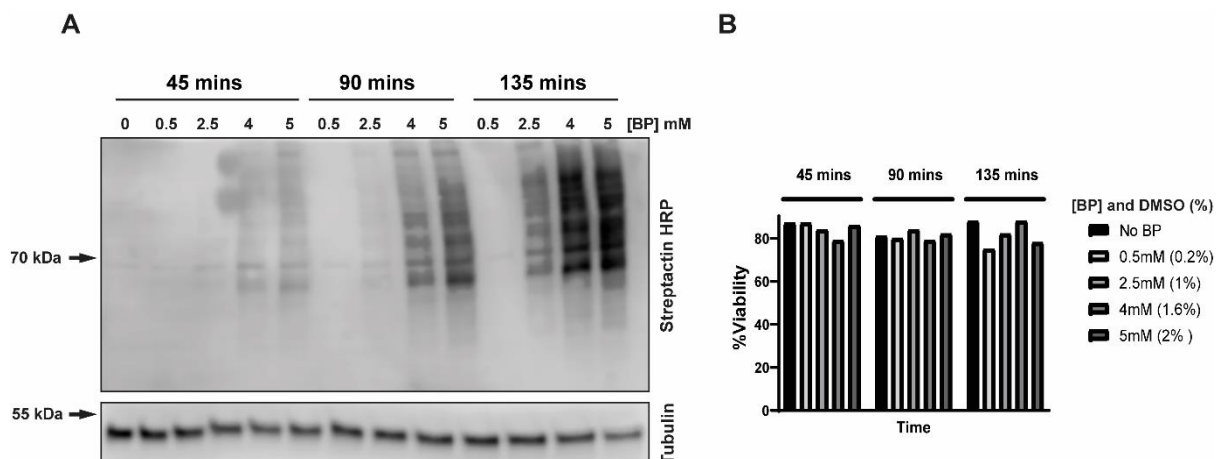 A
45 mins 90 mins 135 mins
0 0.5 2.5 4 5 0.5 2.5 4 5 0.5 2.5 4 5 [BP] mM
70 kDa
Streptactin HRP
55 kDa
Tubulin
B
45 mins 90 mins 135 mins
%Viability
80
60
40
20
0
Time
[BP] and DMSO (%)
No BP
0.5mM (0.2%)
2.5mM (1%)
4mM (1.6%)
5mM (2% )